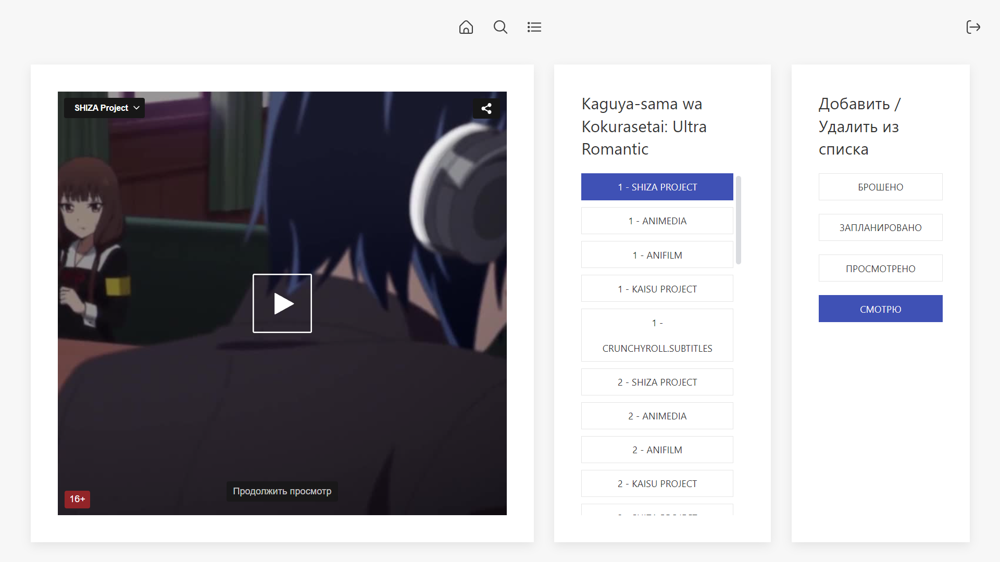 SHIZA Project
16+
Продолжить просмотр
Kaguya-sama wa
Kokurasetai: Ultra
Romantic
1 - SHIZA PROJECT
1 - ANIMEDIA
1 - ANIFILM
1 - KAISU PROJECT
1 -
CRUNCHYROLL.SUBTITLES
2 - SHIZA PROJECT
2 - ANIMEDIA
2 - ANIFILM
2 - KAISU PROJECT
Добавить /
Удалить из
списка
БРОШЕНО
ЗАПЛАНИРОВАНО
ПРОСМОТРЕНО
СМОТРЮ